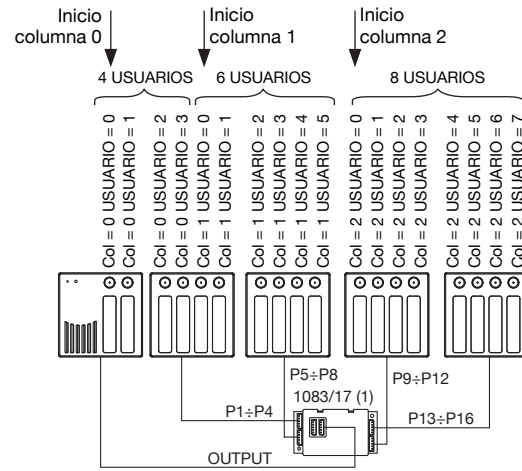 Inicio
columna 0
Inicio
columna 1
Inicio
columna 2
4 USUARIOS
6 USUARIOS
8 USUARIOS
Col = 0 USUARIO = 0
Col = 0 USUARIO = 1
Col = 0 USUARIO = 2
Col = 0 USUARIO = 3
Col = 1 USUARIO = 0
Col = 1 USUARIO = 1
Col = 1 USUARIO = 2
Col = 1 USUARIO = 3
Col = 1 USUARIO = 4
Col = 1 USUARIO = 5
Col = 2 USUARIO = 0
Col = 2 USUARIO = 1
Col = 2 USUARIO = 2
Col = 2 USUARIO = 3
Col = 2 USUARIO = 4
Col = 2 USUARIO = 5
Col = 2 USUARIO = 6
Col = 2 USUARIO = 7
P5÷P8
P9÷P12
1083/17 (1)
P1÷P4
P13÷P16
OUTPUT